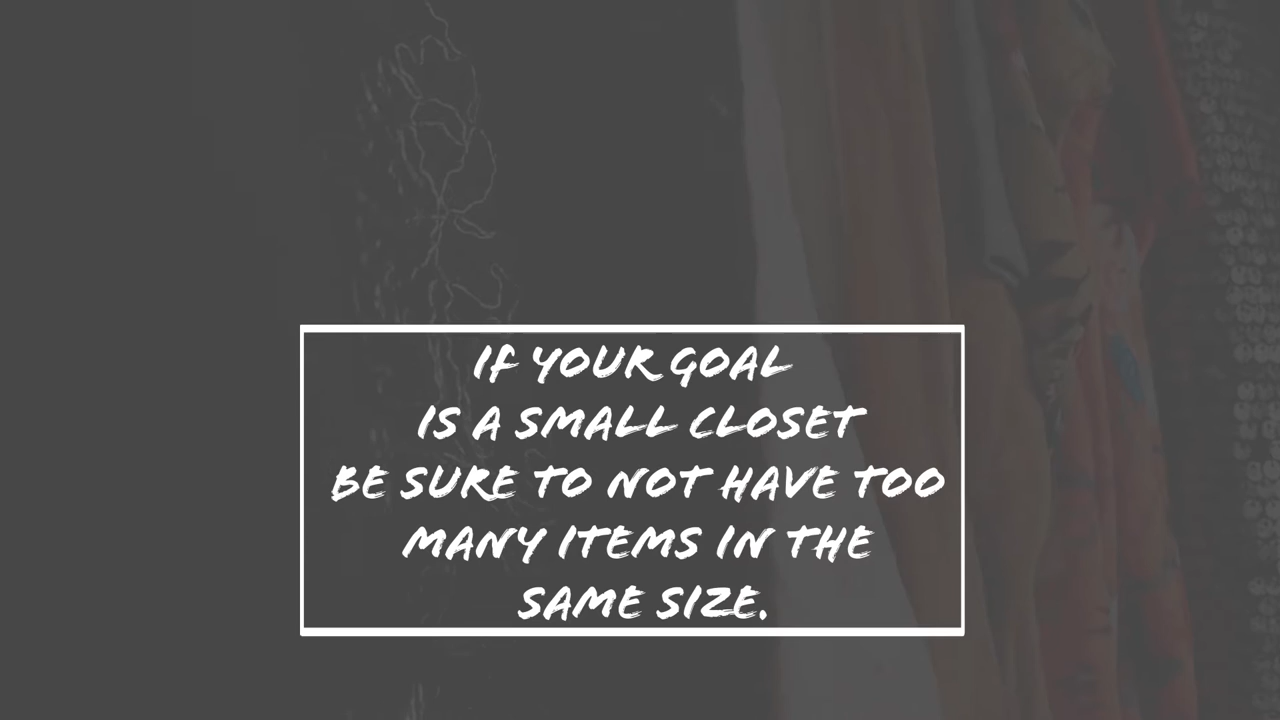 IF YOUR GOAL
IS A SMALL CLOSET
BE SURE TO NOT HAVE TOO
MANY ITEMS IN THE
SAME SIZE.